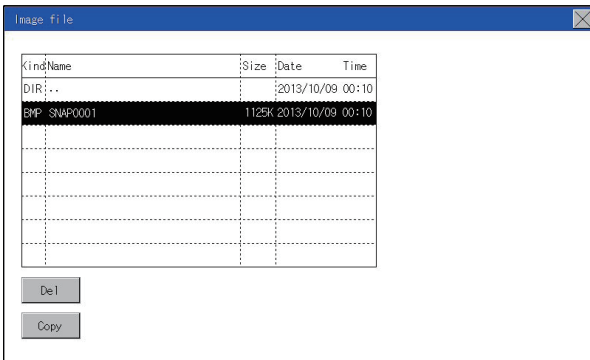 Image file
Kind Name Size Date Time
DIR .. 2013/10/09 00:10
BMP SNAP0001 1125K 2013/10/09 00:10
Del
Copy